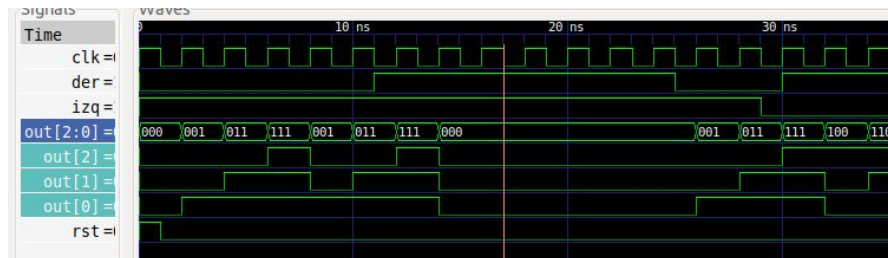 Signals
Waves
Time
10 ns 20 ns 30 ns
clk=
der=
izq=
out[2:0]= 000 001 011 111 001 011 111 000 001 011 111 100 110
out[2]=
out[1]=
out[0]=
rst=